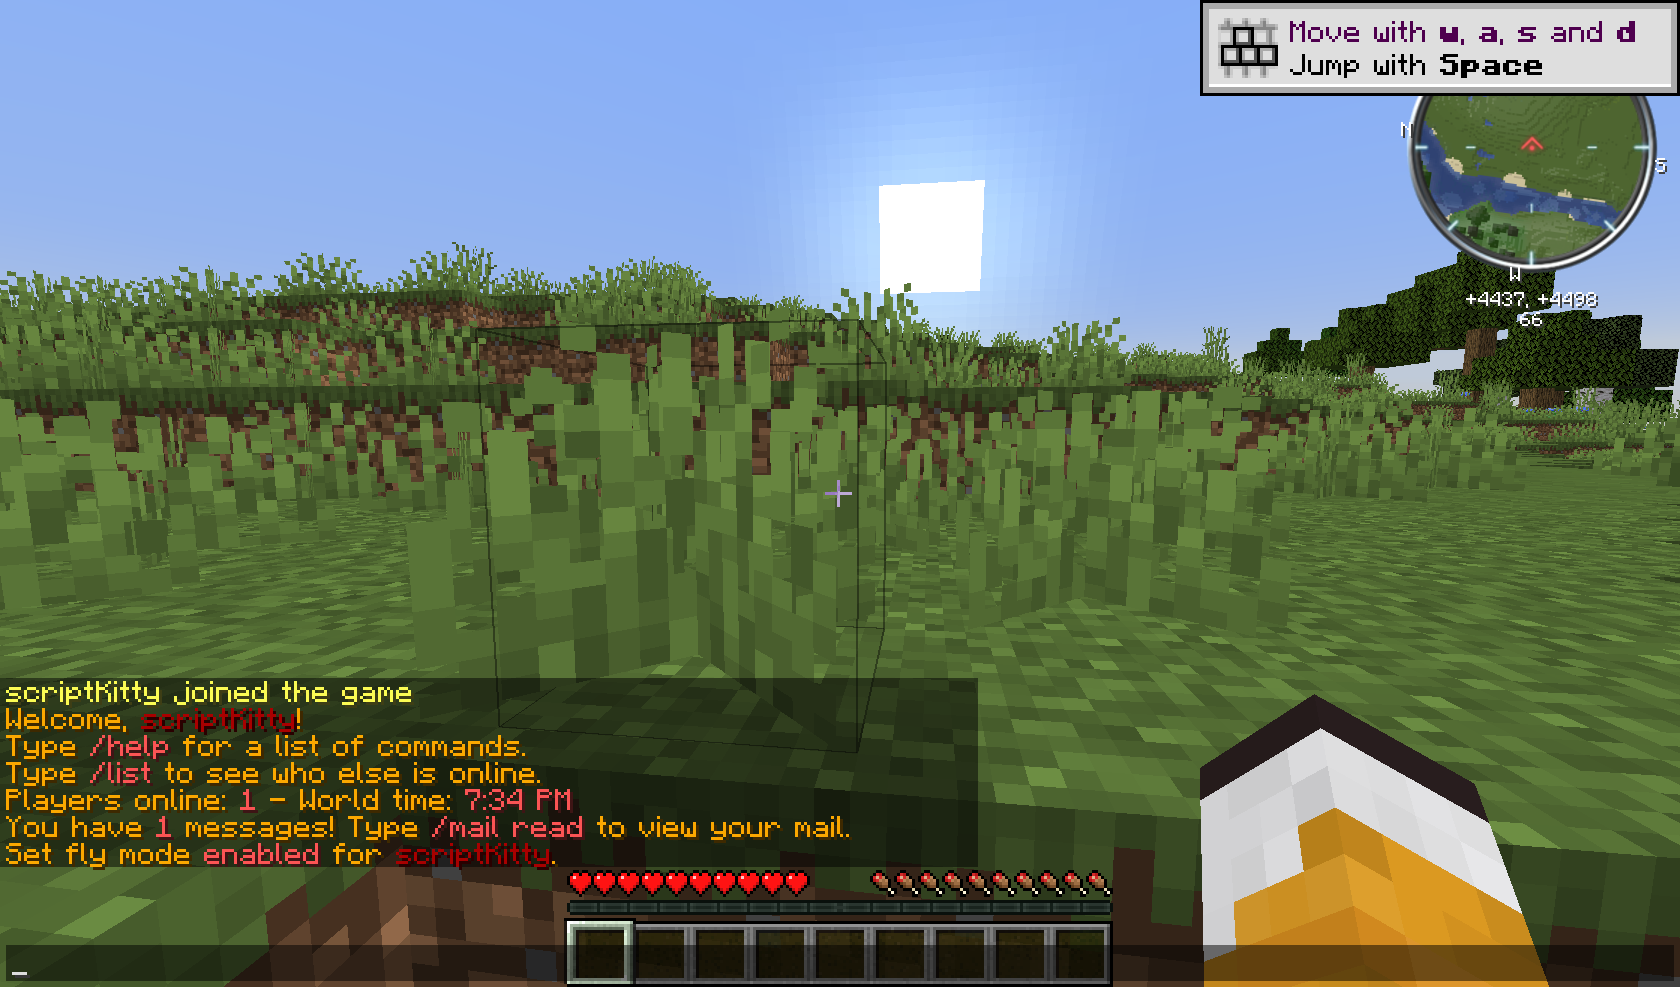 Move with w, a, s and d
Jump with Space
N
S
W
+4437, +4498
66
scriptKitty joined the game
Welcome, scriptKitty!
Type /help for a list of commands.
Type /list to see who else is online.
Players online: 1 - World time: 7:34 PM
You have 1 messages! Type /mail read to view your mail.
Set fly mode enabled for scriptKitty.
_